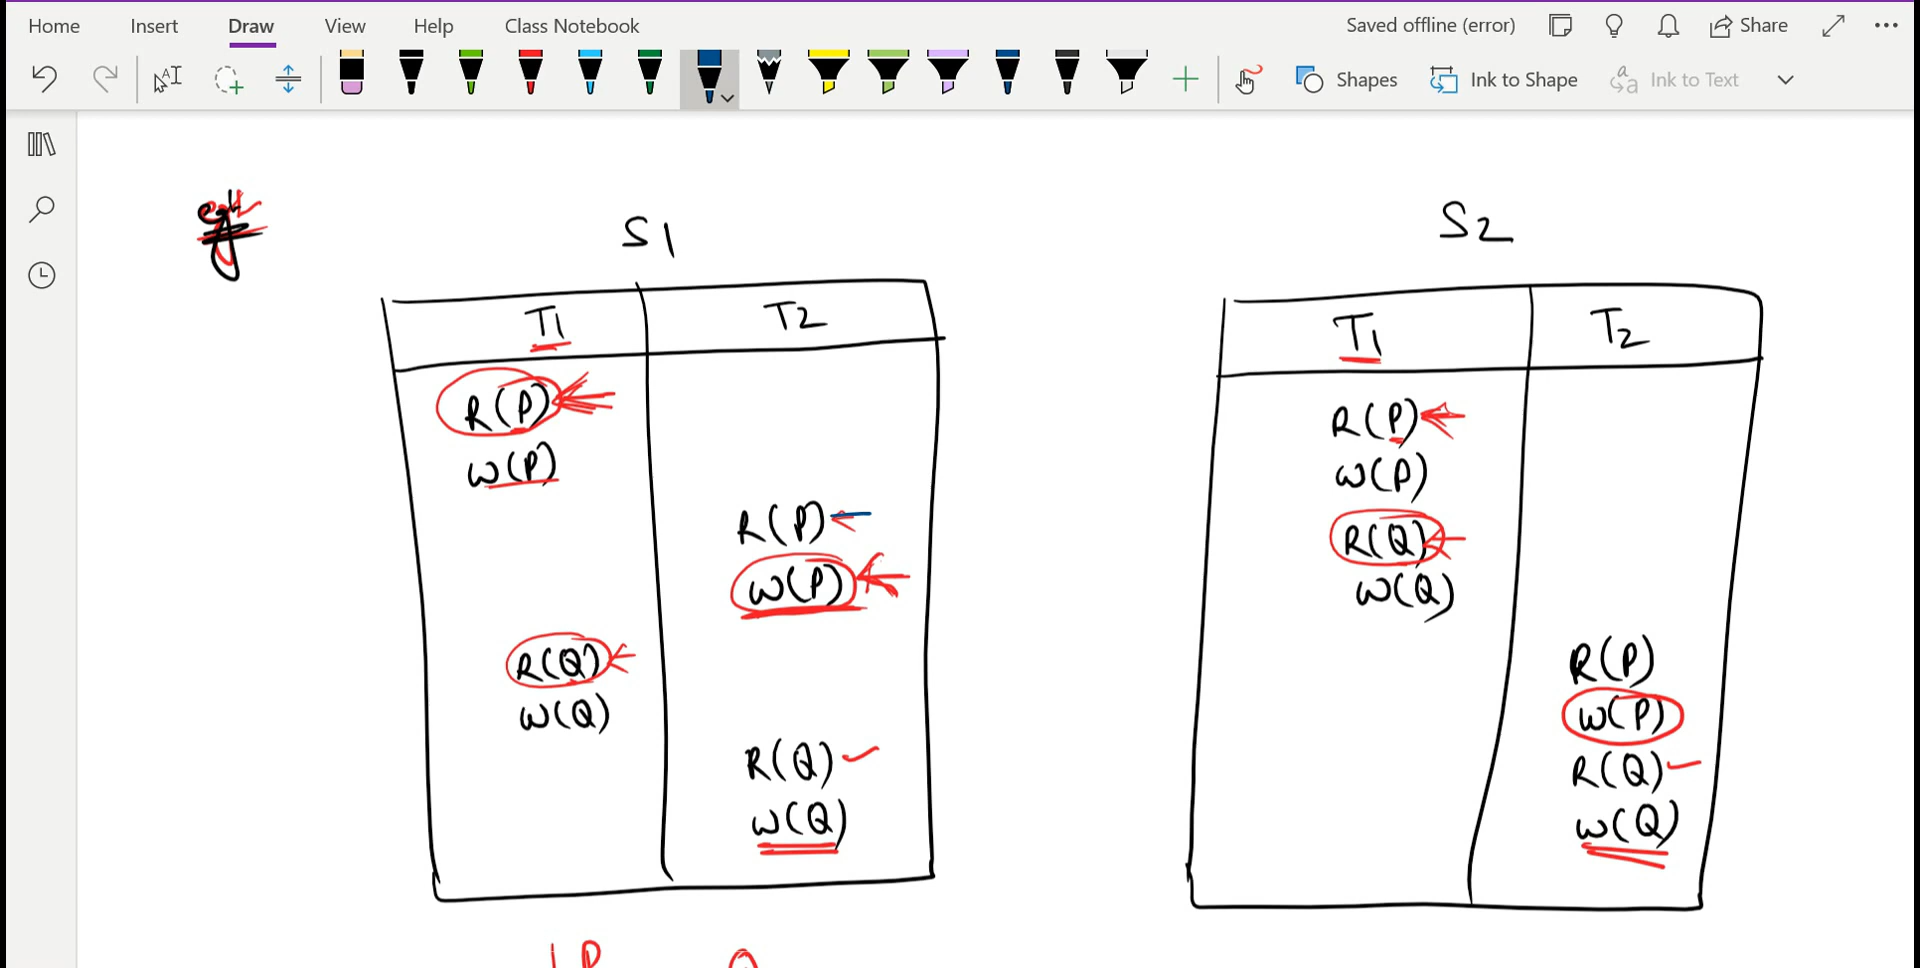 Home Insert Draw View Help Class Notebook Saved offline (error) Share
Shapes Ink to Shape Ink to Text
eg
S1
T1 T2
R(P)
W(P)
R(P)
W(P)
R(Q)
W(Q)
R(Q)
W(Q)
S2
T1 T2
R(P)
W(P)
R(Q)
W(Q)
R(P)
W(P)
R(Q)
W(Q)